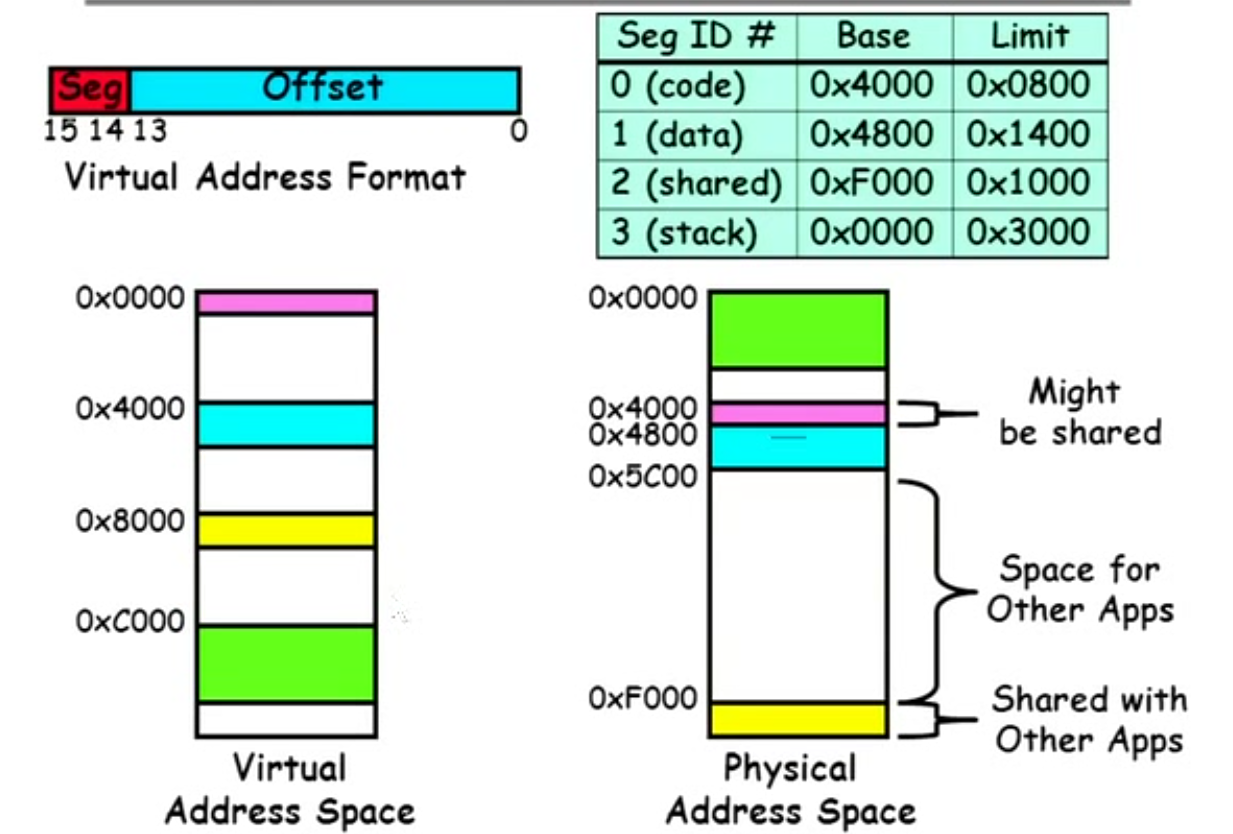 Seg Offset
15 14 13 0
Virtual Address Format
Seg ID # Base Limit
0 (code) 0x4000 0x0800
1 (data) 0x4800 0x1400
2 (shared) 0xF000 0x1000
3 (stack) 0x0000 0x3000
0x0000
0x4000
0x8000
0xC000
Virtual
Address Space
0x0000
0x4000
0x4800
0x5C00
0xF000
Physical
Address Space
Might
be shared
Space for
Other Apps
Shared with
Other Apps